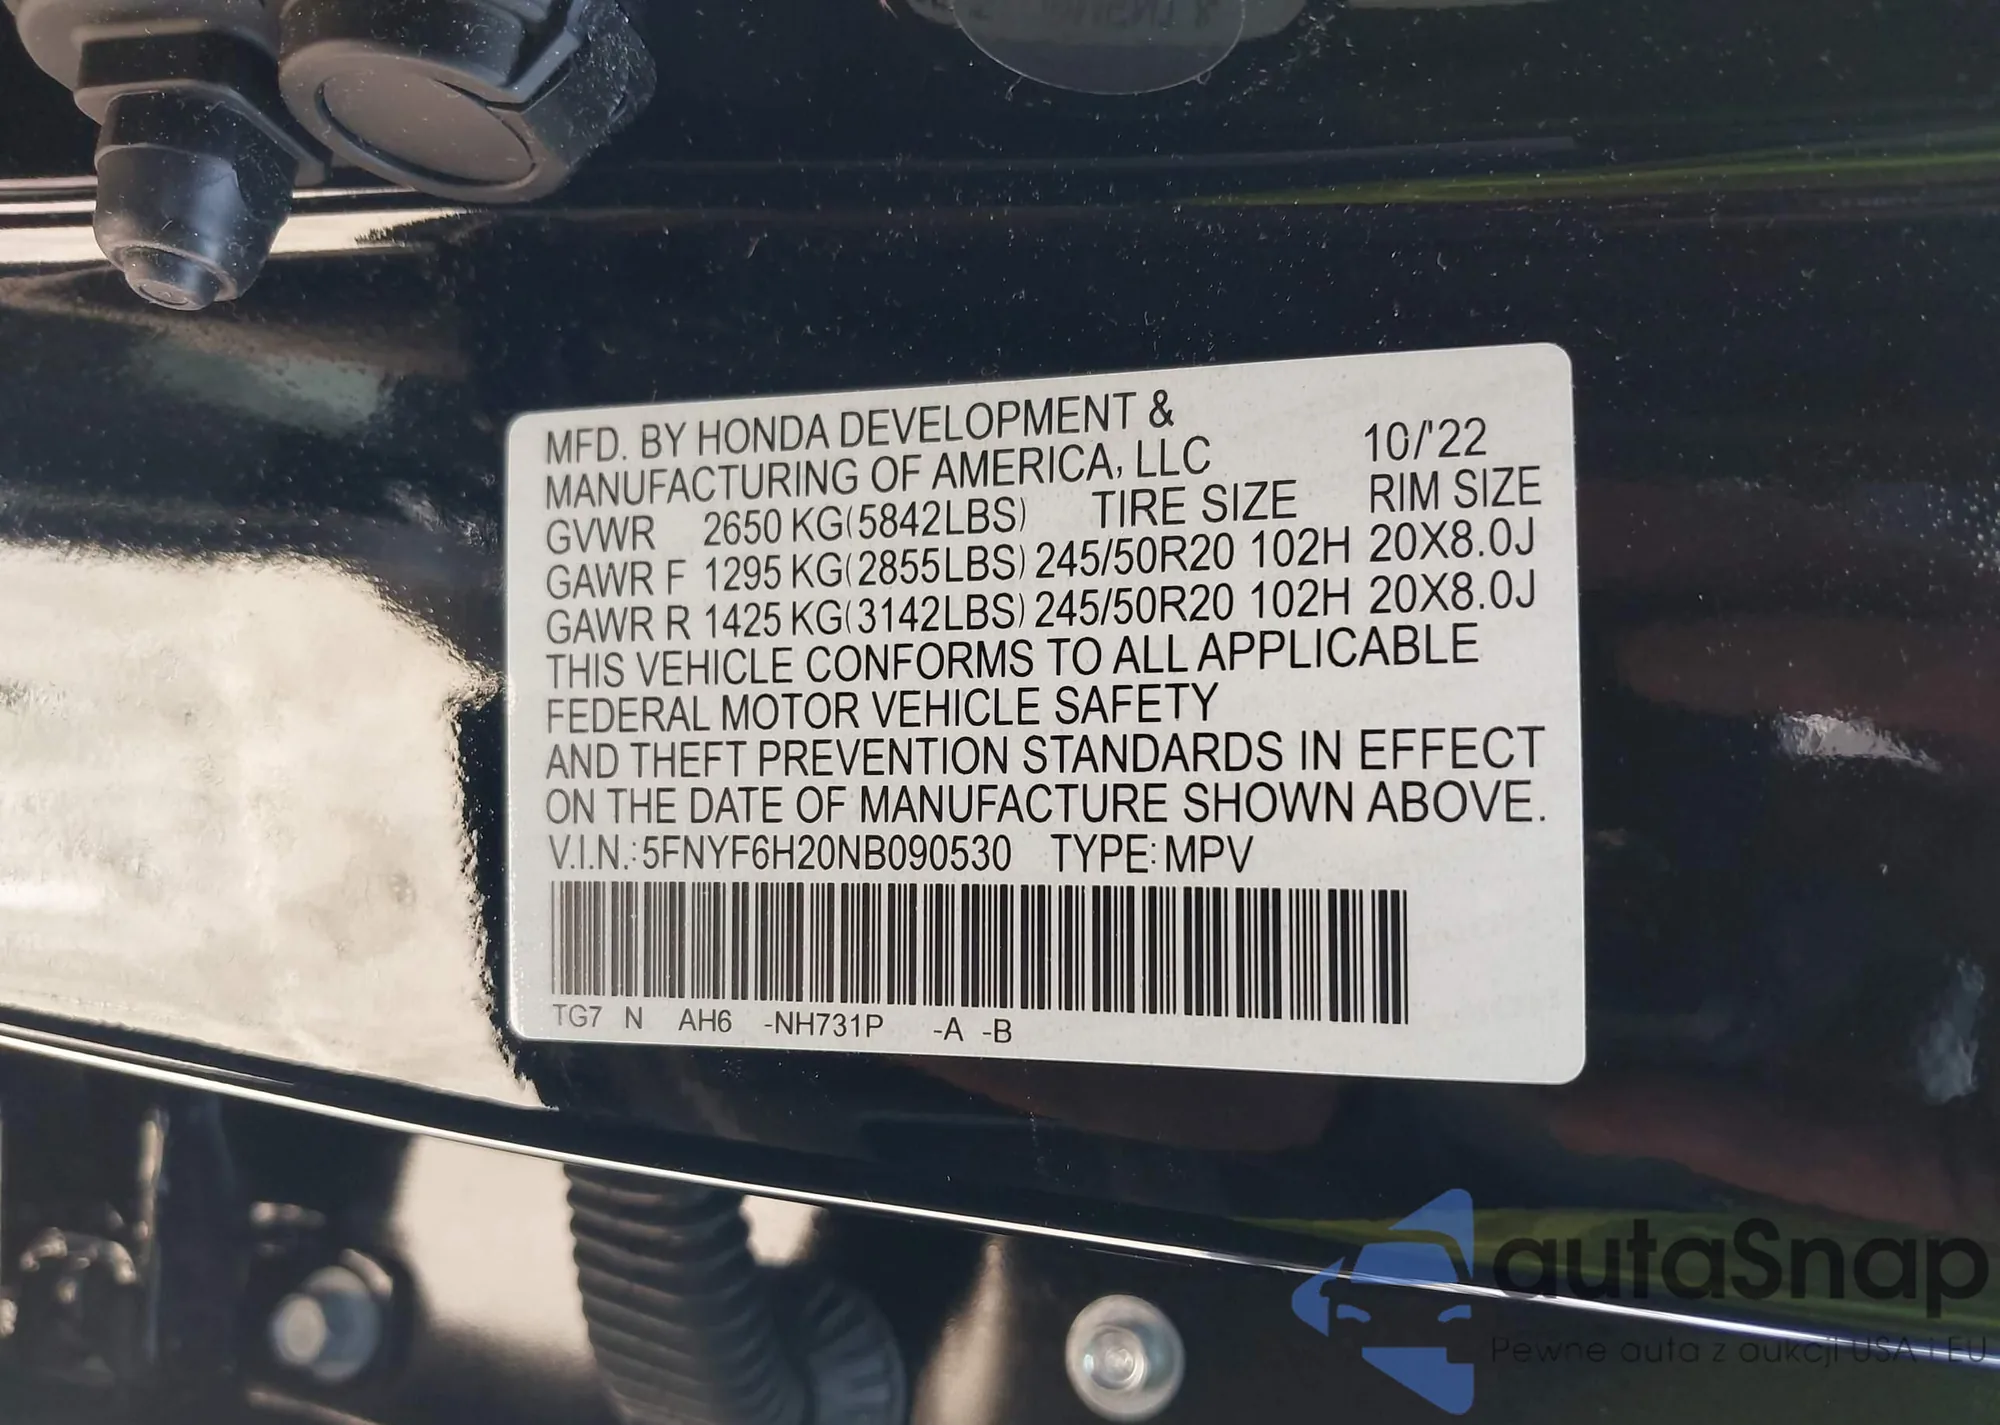 MFD. BY HONDA DEVELOPMENT &
MANUFACTURING OF AMERICA, LLC 10/'22
GVWR 2650 KG(5842LBS) TIRE SIZE RIM SIZE
GAWR F 1295 KG(2855LBS) 245/50R20 102H 20X8.0J
GAWR R 1425 KG(3142LBS) 245/50R20 102H 20X8.0J
THIS VEHICLE CONFORMS TO ALL APPLICABLE
FEDERAL MOTOR VEHICLE SAFETY
AND THEFT PREVENTION STANDARDS IN EFFECT
ON THE DATE OF MANUFACTURE SHOWN ABOVE.
V.I.N.: 5FNYF6H20NB090530 TYPE: MPV
TG7 N AH6 -NH731P -A -B
autaSnap
Pewne auta z aukcji USA i EU